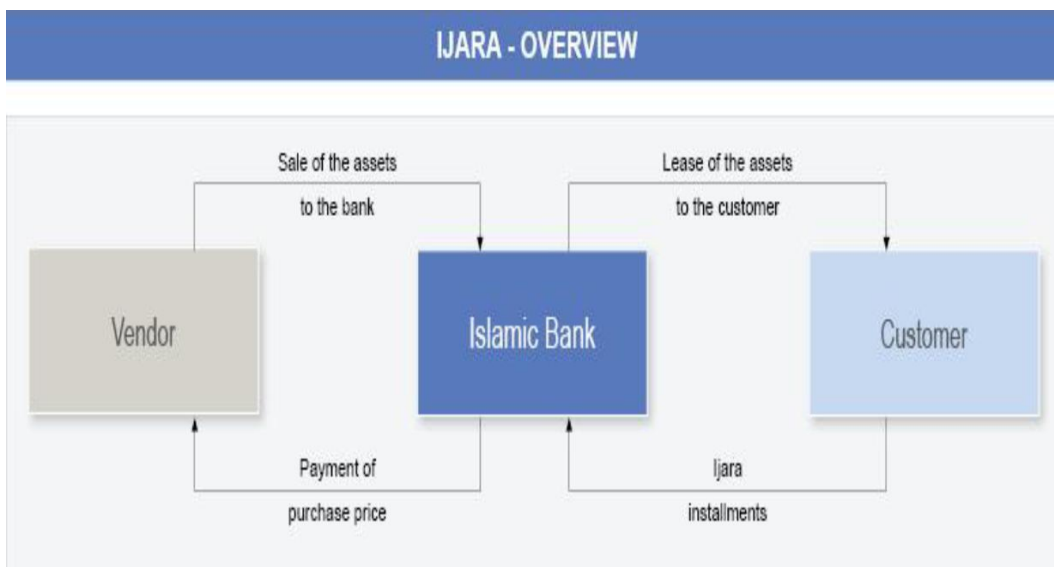 IJARA - OVERVIEW
Sale of the assets
to the bank
Lease of the assets
to the customer
Vendor
Islamic Bank
Customer
Payment of
purchase price
Ijara
installments